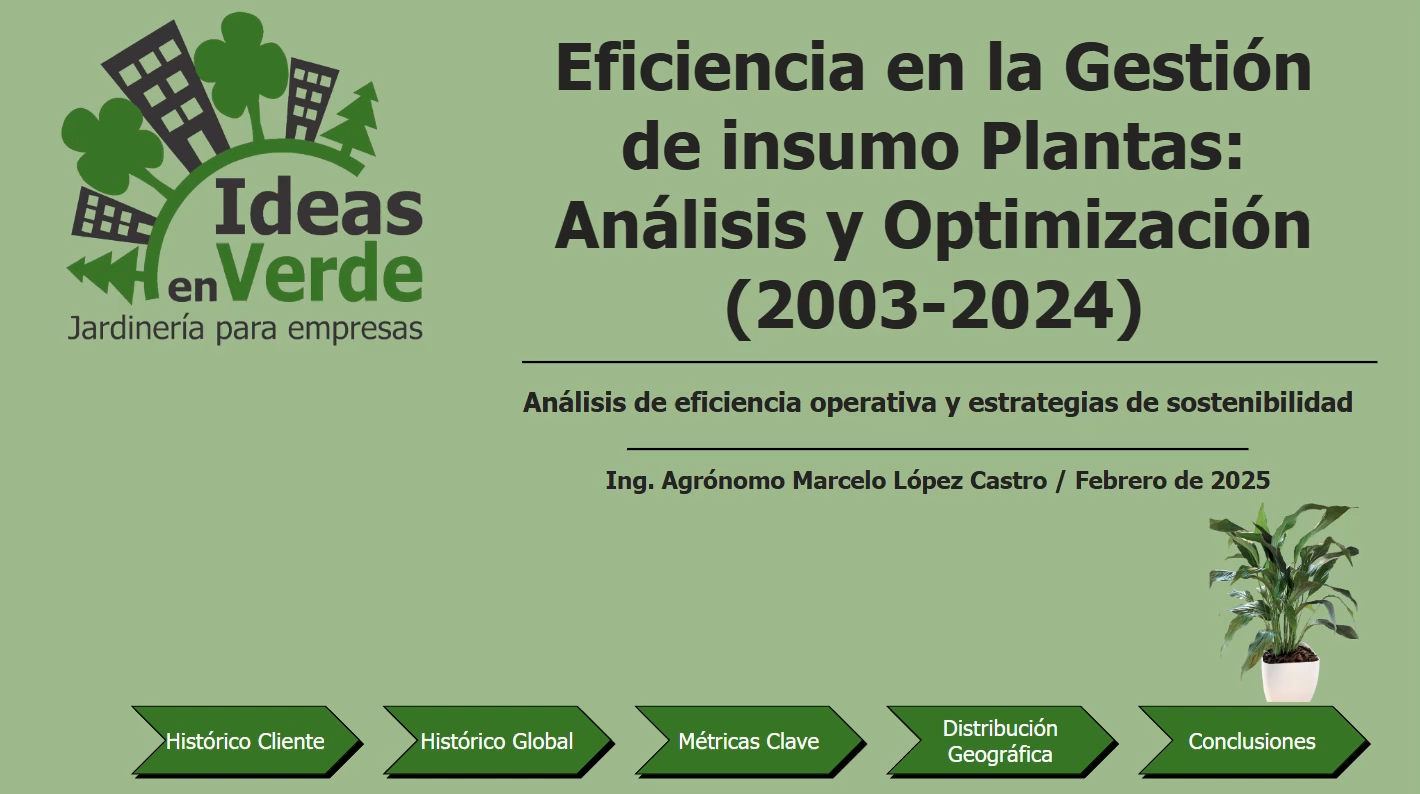 Ideas
enVerde
Jardinería para empresas
Eficiencia en la Gestión
de insumo Plantas:
Análisis y Optimización
(2003-2024)
Análisis de eficiencia operativa y estrategias de sostenibilidad
Ing. Agrónomo Marcelo López Castro / Febrero de 2025
Histórico Cliente
Histórico Global
Métricas Clave
Distribución
Geográfica
Conclusiones